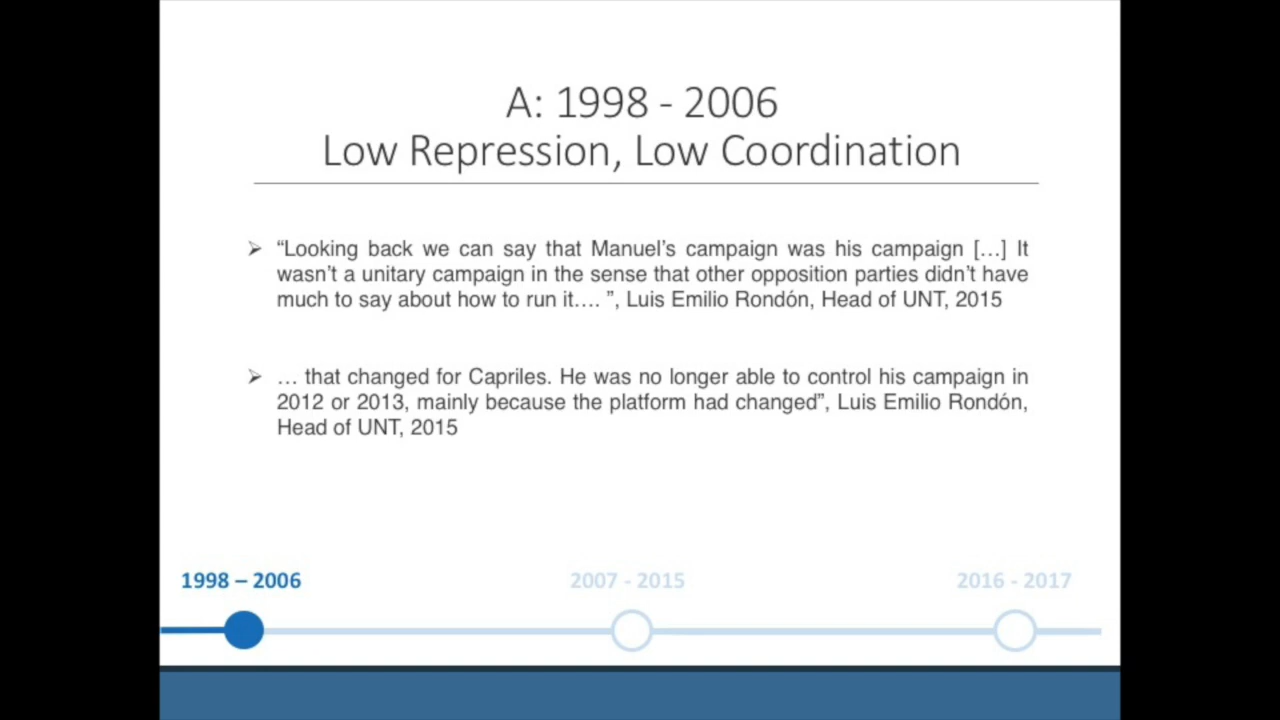 A: 1998 - 2006
Low Repression, Low Coordination
➢ “Looking back we can say that Manuel’s campaign was his campaign […] It
wasn’t a unitary campaign in the sense that other opposition parties didn’t have
much to say about how to run it…. ”, Luis Emilio Rondón, Head of UNT, 2015
➢ … that changed for Capriles. He was no longer able to control his campaign in
2012 or 2013, mainly because the platform had changed”, Luis Emilio Rondón,
Head of UNT, 2015
1998 – 2006
2007 - 2015
2016 - 2017